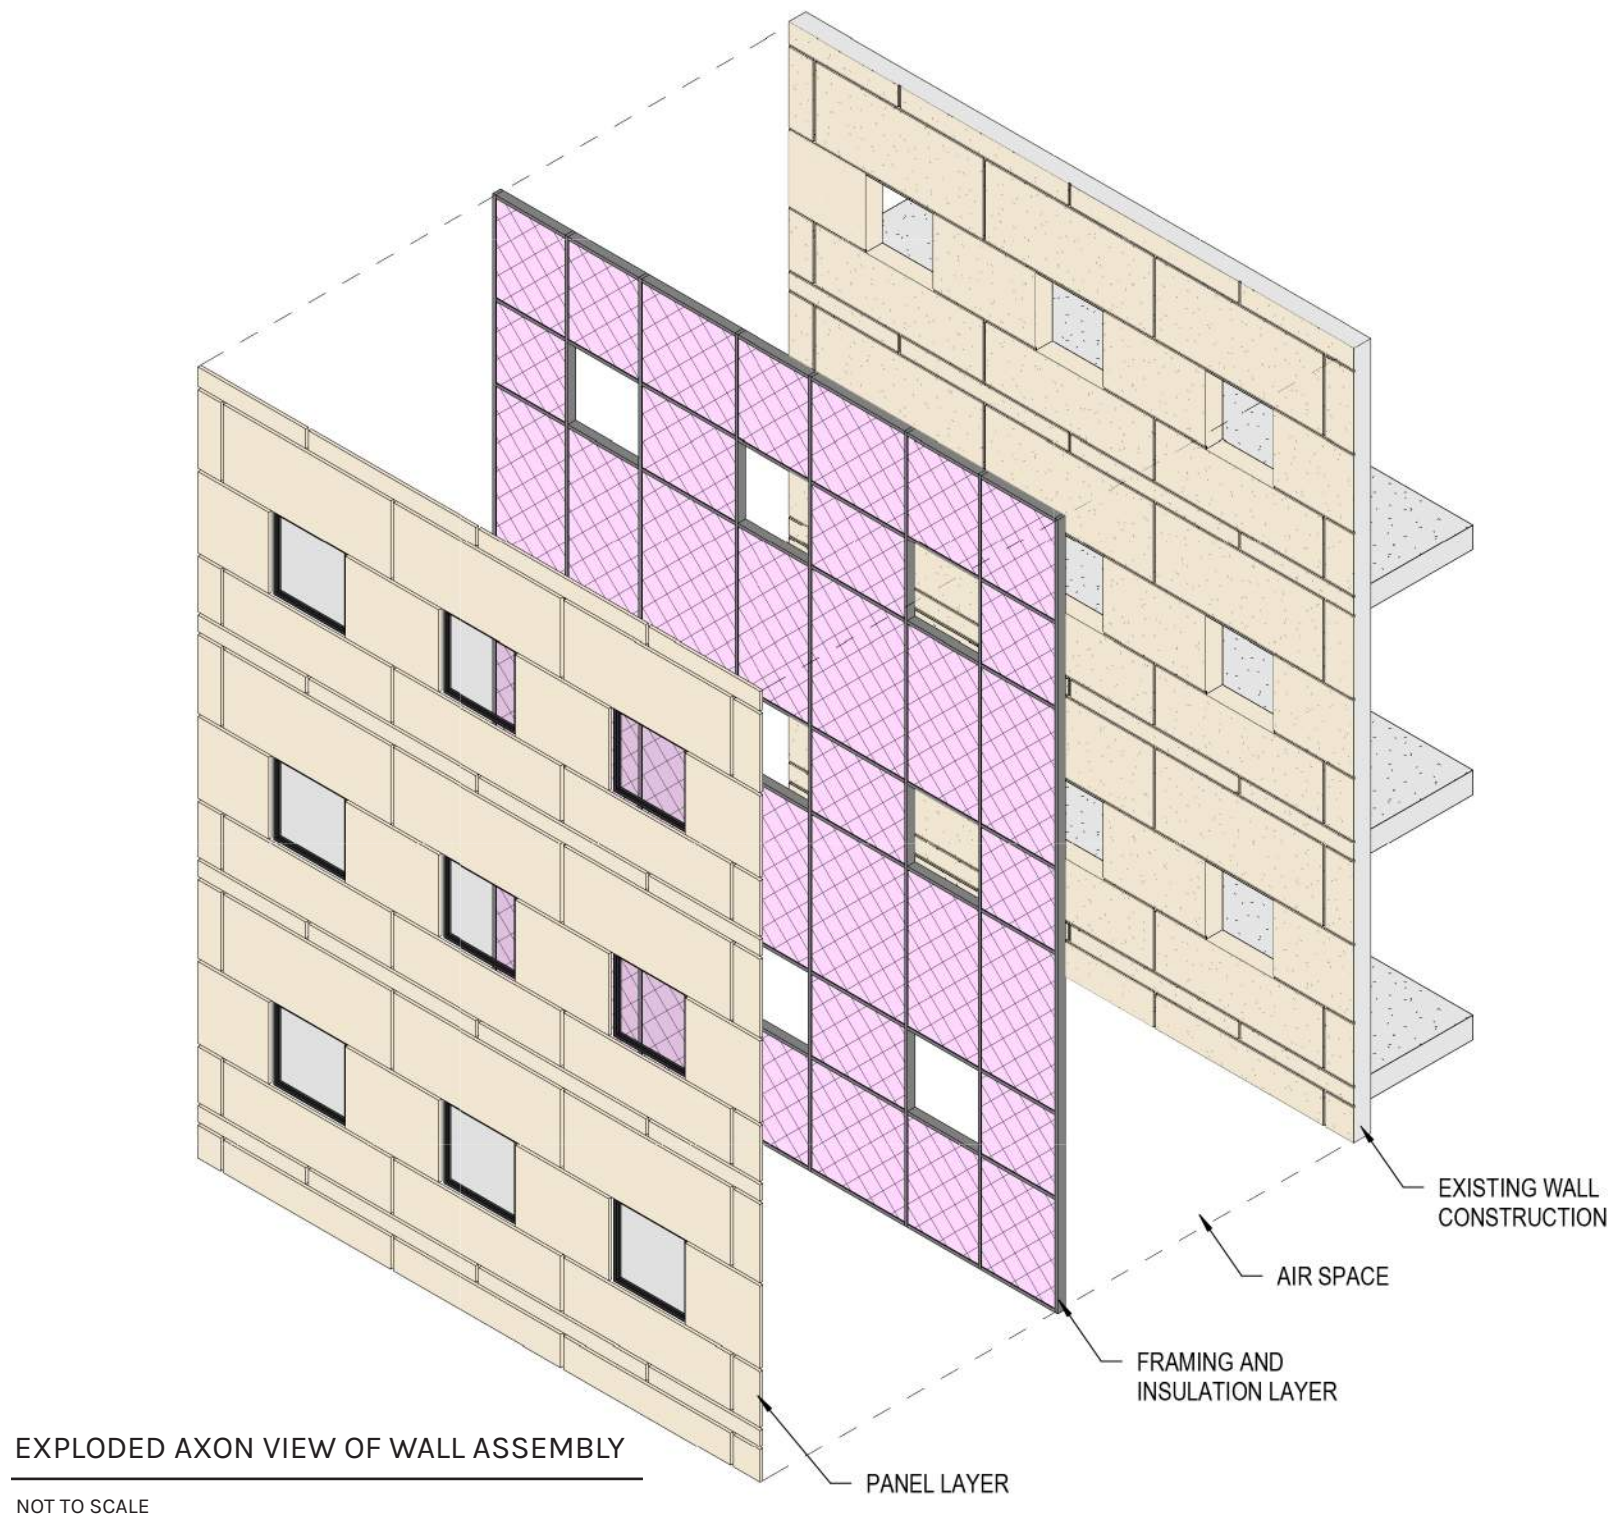 EXISTING WALL
CONSTRUCTION
AIR SPACE
FRAMING AND
INSULATION LAYER
PANEL LAYER
EXPLODED AXON VIEW OF WALL ASSEMBLY
NOT TO SCALE